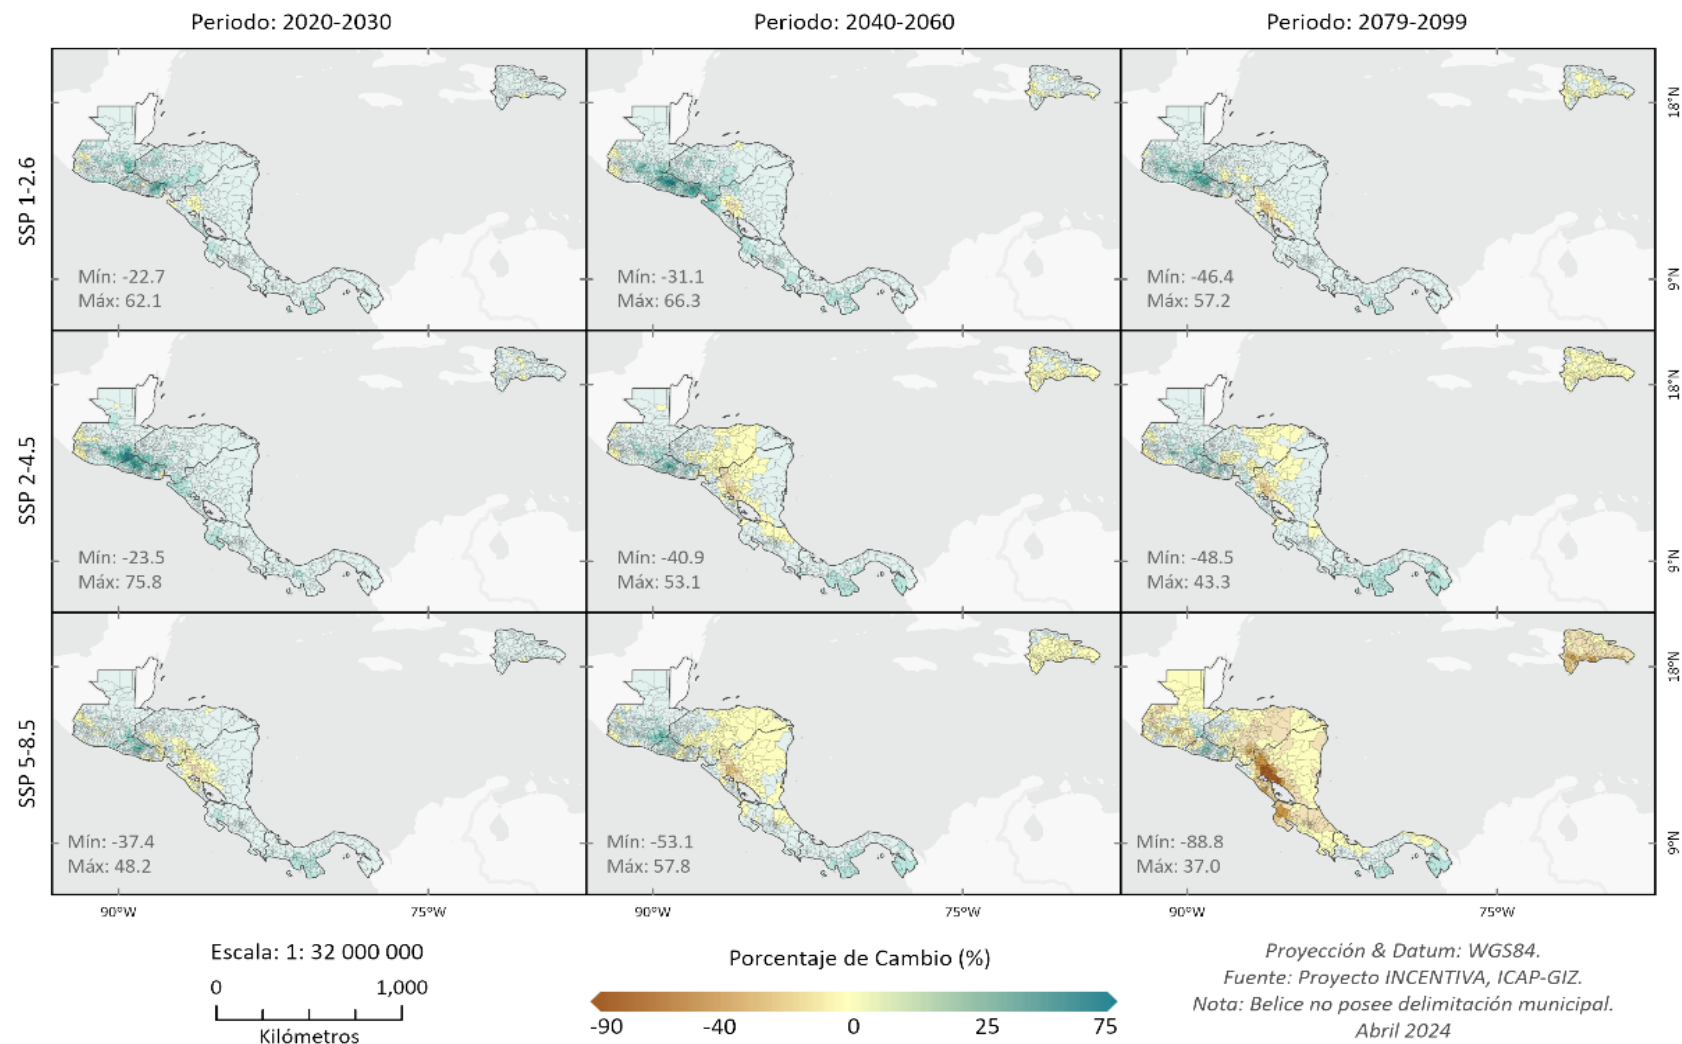 Periodo: 2020-2030
Periodo: 2040-2060
Periodo: 2079-2099
SSP 1-2.6
Mín: -22.7
Máx: 62.1
Mín: -31.1
Máx: 66.3
Mín: -46.4
Máx: 57.2
18°N
9°N
SSP 2-4.5
Mín: -23.5
Máx: 75.8
Mín: -40.9
Máx: 53.1
Mín: -48.5
Máx: 43.3
18°N
9°N
SSP 5-8.5
Mín: -37.4
Máx: 48.2
Mín: -53.1
Máx: 57.8
Mín: -88.8
Máx: 37.0
18°N
9°N
90°W
75°W
90°W
75°W
90°W
75°W
Escala: 1: 32 000 000
0 1,000
Kilómetros
Porcentaje de Cambio (%)
-90 -40 0 25 75
Proyección & Datum: WGS84.
Fuente: Proyecto INCENTIVA, ICAP-GIZ.
Nota: Belice no posee delimitación municipal.
Abril 2024